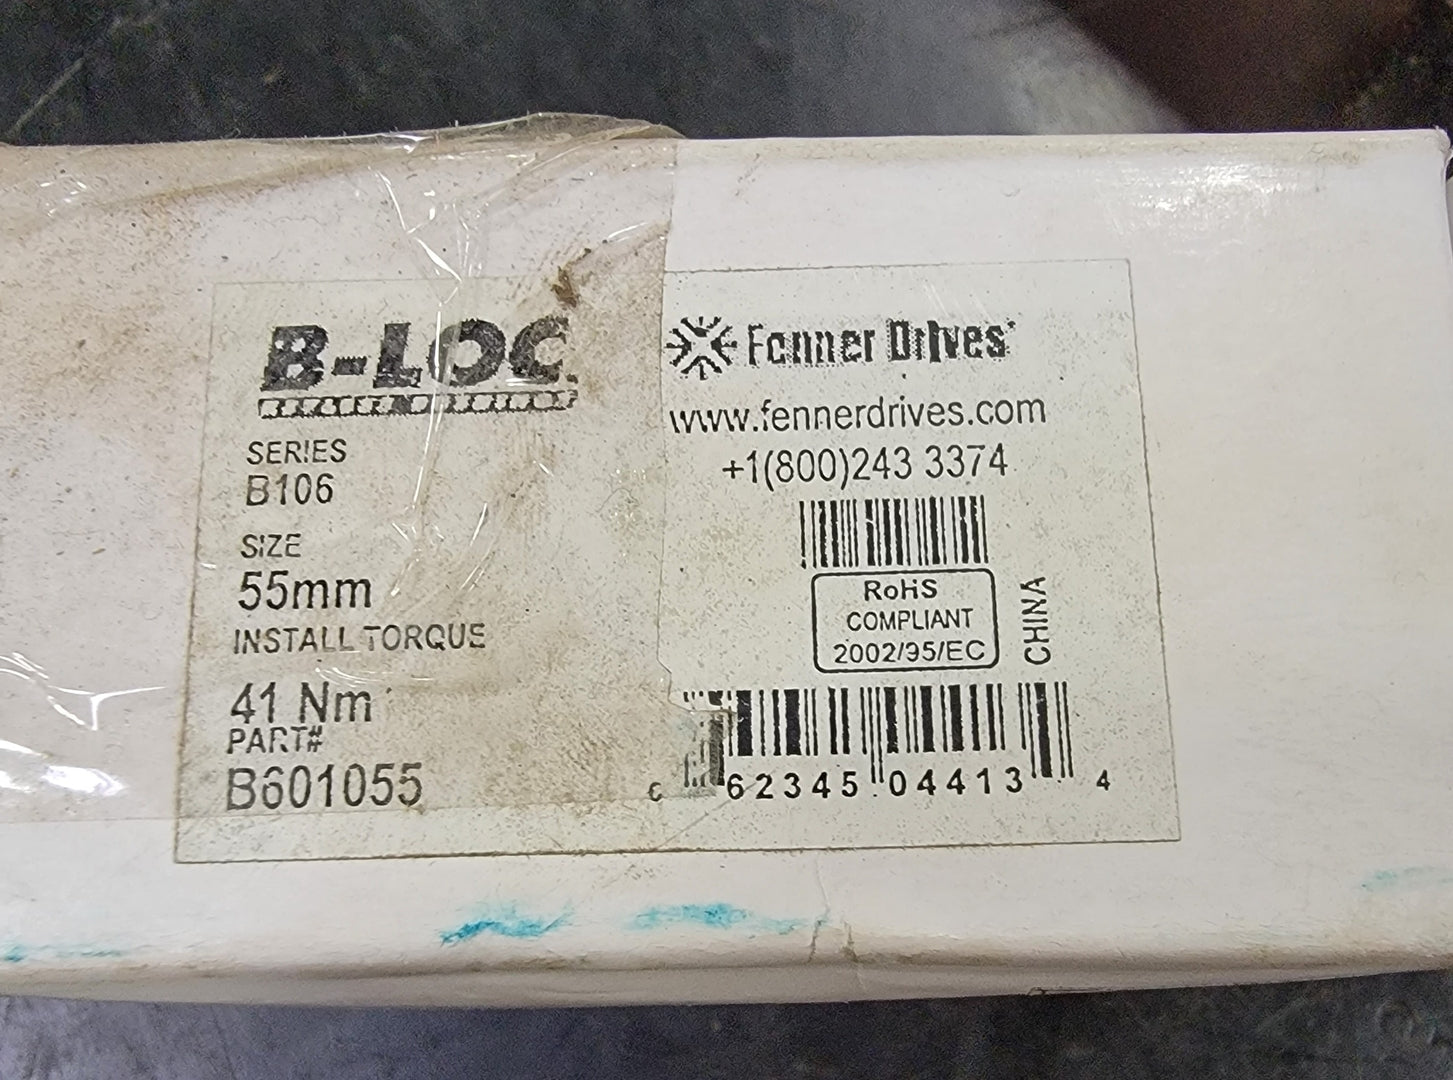 B-LOC
SERIES
B106
SIZE
55mm
INSTALL TORQUE
41 Nm
PART#
B601055
Fenner Drives
www.fennerdrives.com
+1(800)243 3374
RoHS
COMPLIANT
2002/95/EC
CHINA
62345 04413 4